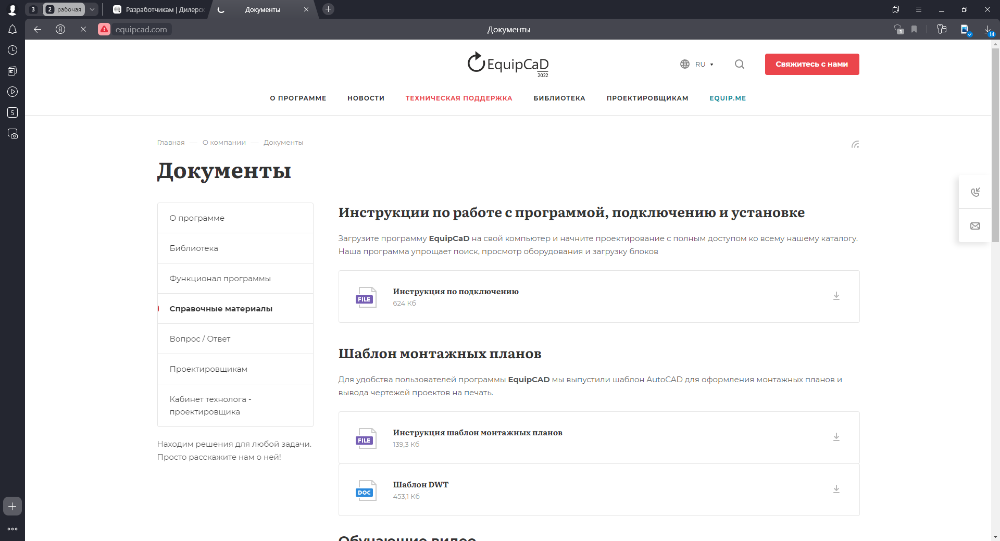 3
2 рабочая
Разработчикам | Дилерск
Документы
equipcad.com
Документы
1
14
5
EquipCaD
2022
RU
Свяжитесь с нами
О ПРОГРАММЕ НОВОСТИ ТЕХНИЧЕСКАЯ ПОДДЕРЖКА БИБЛИОТЕКА ПРОЕКТИРОВЩИКАМ EQUIP.ME
Главная — О компании — Документы
Документы
О программе
Библиотека
Функционал программы
Справочные материалы
Вопрос / Ответ
Проектировщикам
Кабинет технолога -
проектировщика
Находим решения для любой задачи.
Просто расскажите нам о ней!
Инструкции по работе с программой, подключению и установке
Загрузите программу EquipCaD на свой компьютер и начните проектирование с полным доступом ко всему нашему каталогу.
Наша программа упрощает поиск, просмотр оборудования и загрузку блоков
FILE
Инструкция по подключению
624 Кб
Шаблон монтажных планов
Для удобства пользователей программы EquipCAD мы выпустили шаблон AutoCAD для оформления монтажных планов и
вывода чертежей проектов на печать.
FILE
Инструкция шаблон монтажных планов
139,3 Кб
DOC
Шаблон DWT
453,1 Кб
Обучающие видео